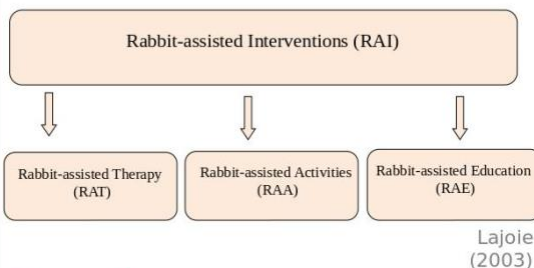 Rabbit-assisted Interventions (RAI)
Rabbit-assisted Therapy
(RAT)
Rabbit-assisted Activities
(RAA)
Rabbit-assisted Education
(RAE)
Lajoie
(2003)